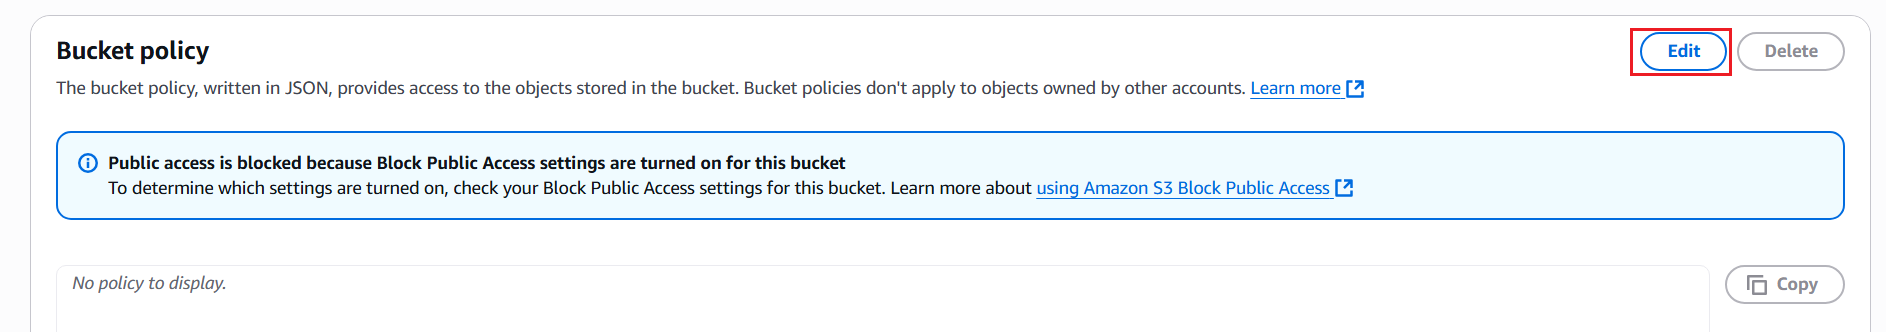 Bucket policy
Edit
Delete
The bucket policy, written in JSON, provides access to the objects stored in the bucket. Bucket policies don't apply to objects owned by other accounts. Learn more
Public access is blocked because Block Public Access settings are turned on for this bucket
To determine which settings are turned on, check your Block Public Access settings for this bucket. Learn more about using Amazon S3 Block Public Access
No policy to display.
Copy